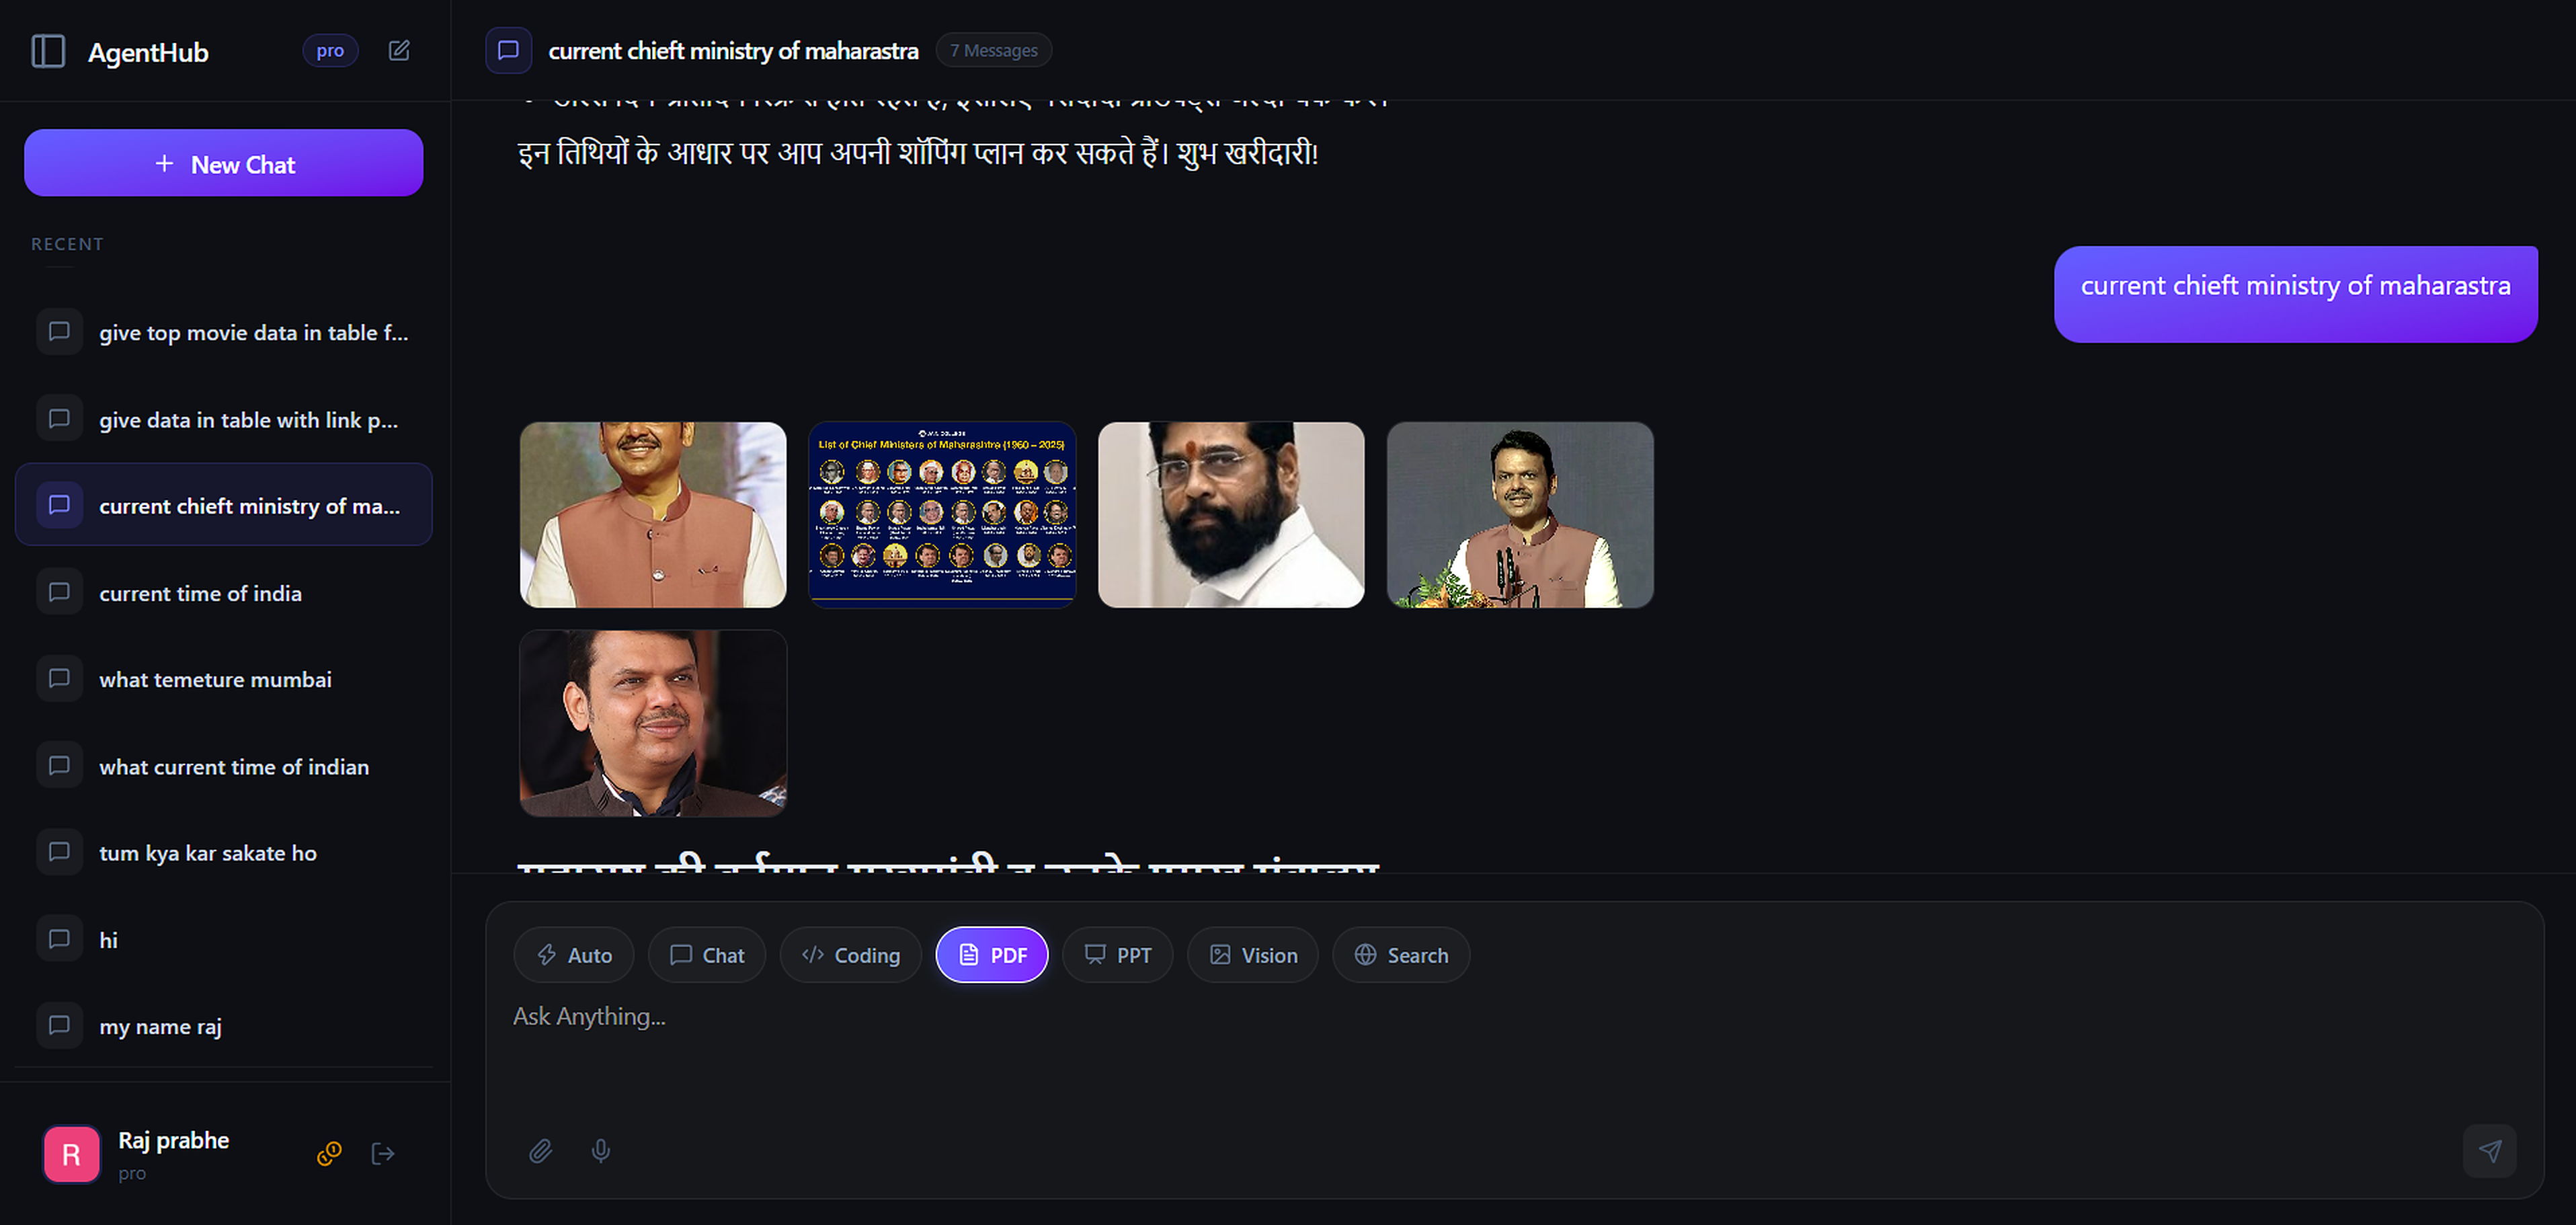 AgentHub
pro
New Chat
RECENT
give top movie data in table f...
give data in table with link p...
current chieft ministry of ma...
current time of india
what temeture mumbai
what current time of indian
tum kya kar sakate ho
hi
my name raj
R
Raj prabhe
pro
current chieft ministry of maharastra
7 Messages
इन तिथियों के आधार पर आप अपनी शॉपिंग प्लान कर सकते हैं। शुभ खरीदारी!
current chieft ministry of maharastra
List of Chief Ministers of Maharashtra (1960 – 2025)
Auto
Chat
Coding
PDF
PPT
Vision
Search
Ask Anything...